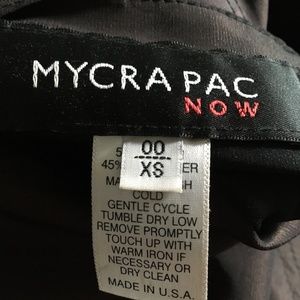 MYCRA PAC
NOW
00
XS
45%
COLD
GENTLE CYCLE
TUMBLE DRY LOW
REMOVE PROMPTLY
TOUCH UP WITH
WARM IRON IF
NECESSARY OR
DRY CLEAN
MADE IN U.S.A.